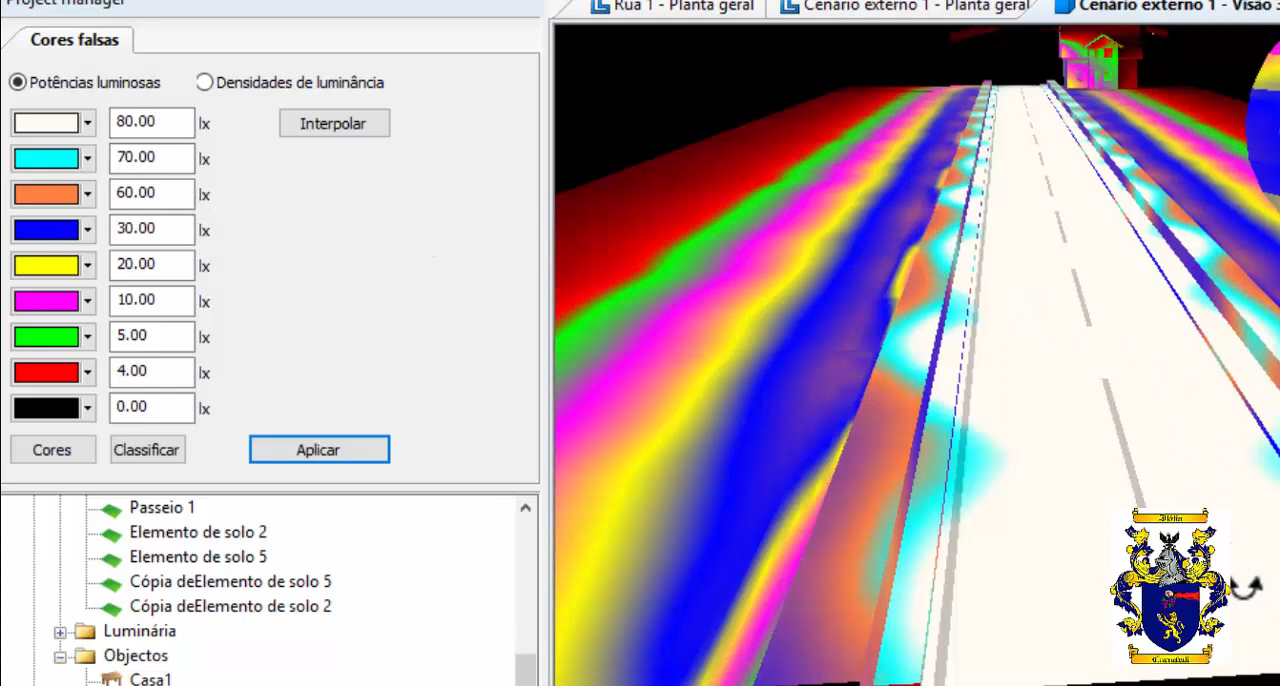 Project manager
Rua 1 - Planta geral
Cenário externo 1 - Planta geral
Cenário externo 1 - Visão 3
Cores falsas
Potências luminosas
Densidades de luminância
80.00 lx
Interpolar
70.00 lx
60.00 lx
30.00 lx
20.00 lx
10.00 lx
5.00 lx
4.00 lx
0.00 lx
Cores
Classificar
Aplicar
Passeio 1
Elemento de solo 2
Elemento de solo 5
Cópia deElemento de solo 5
Cópia deElemento de solo 2
Luminária
Objectos
Casa1